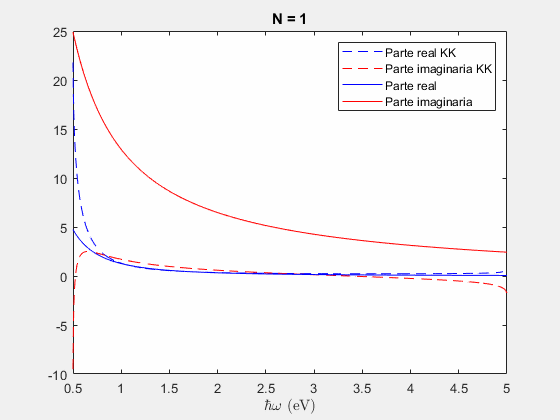 N = 1
25
20
15
10
5
0
-5
-10
Parte real KK
Parte imaginaria KK
Parte real
Parte imaginaria
0.5 1 1.5 2 2.5 3 3.5 4 4.5 5
ħω (eV)